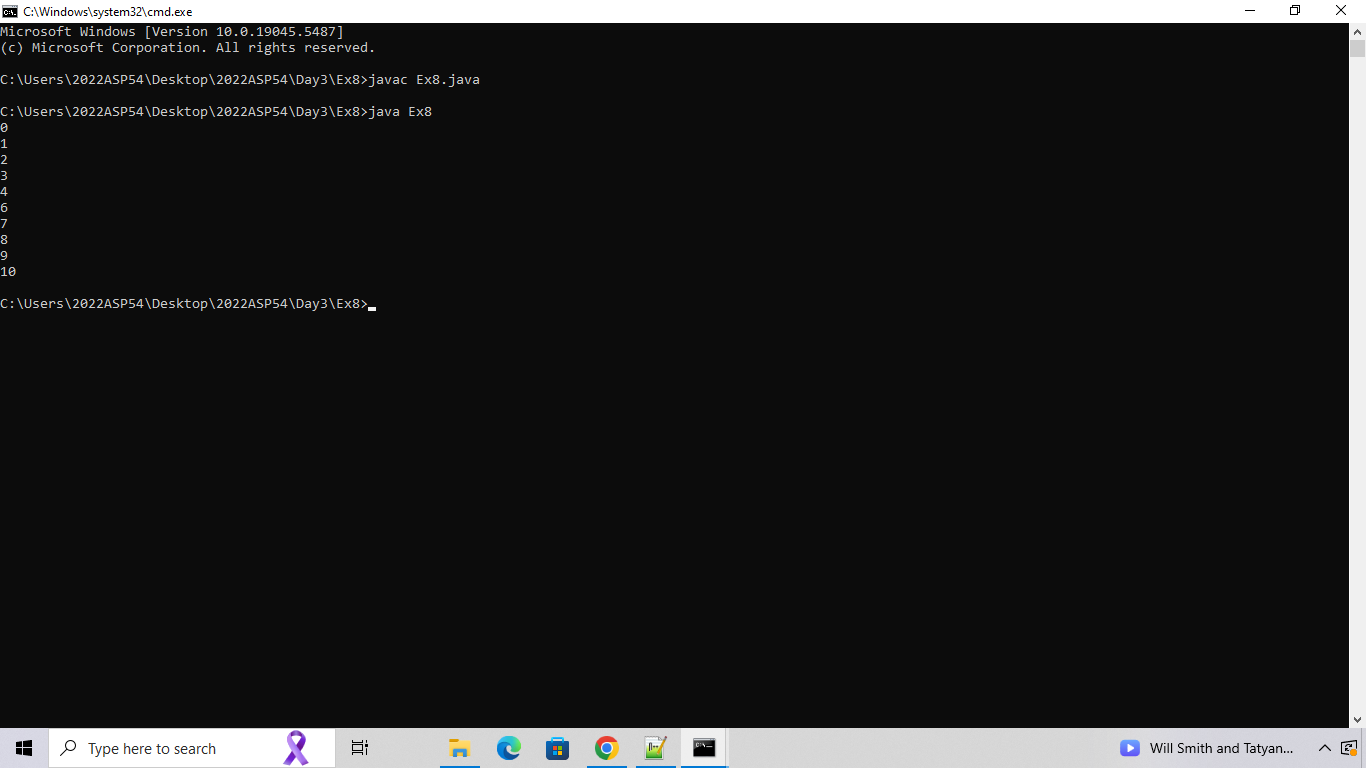 C:\Windows\system32\cmd.exe
Microsoft Windows [Version 10.0.19045.5487]
(c) Microsoft Corporation. All rights reserved.
C:\Users\2022ASP54\Desktop\2022ASP54\Day3\Ex8>javac Ex8.java
C:\Users\2022ASP54\Desktop\2022ASP54\Day3\Ex8>java Ex8
0
1
2
3
4
6
7
8
9
10
C:\Users\2022ASP54\Desktop\2022ASP54\Day3\Ex8>
Type here to search
Will Smith and Tatyan...